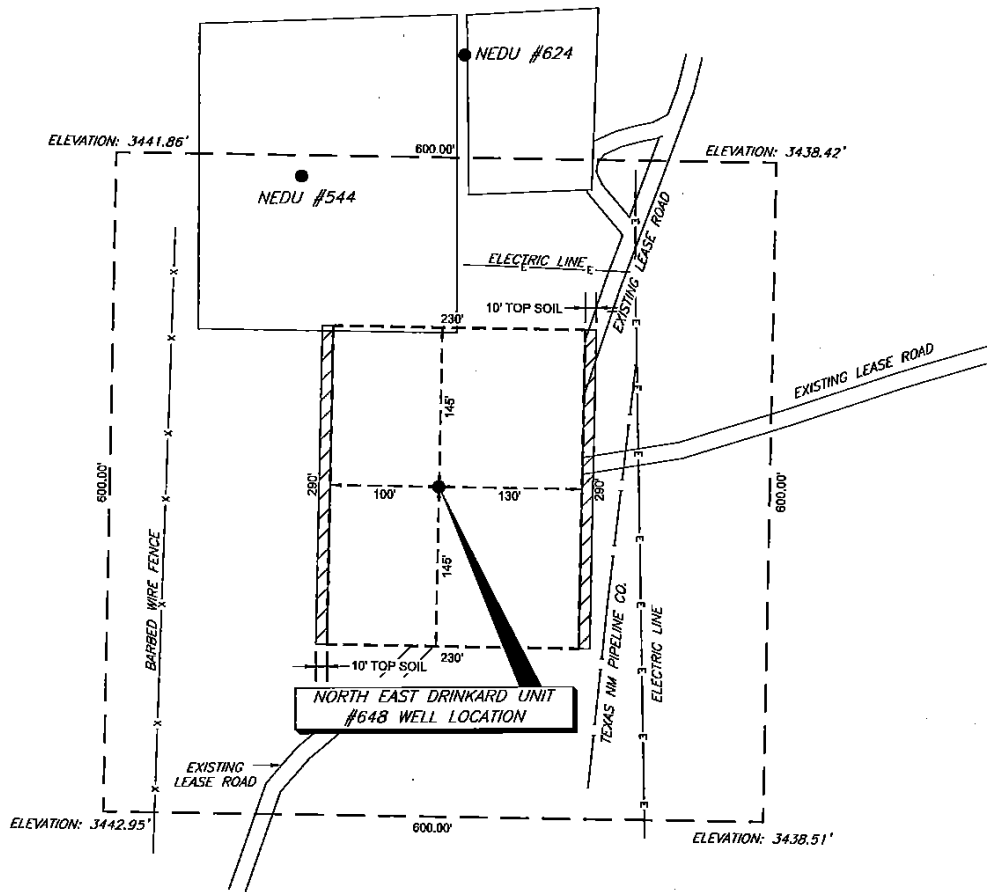 NEDU #624
ELEVATION: 3441.86'
600.00'
ELEVATION: 3438.42'
NEDU #544
EXISTING LEASE ROAD
ELECTRIC LINE
E
E
E
10' TOP SOIL
230'
E
X
X
EXISTING LEASE ROAD
145'
E
X
E
600.00'
290'
100'
130'
290'
600.00'
X
E
BARBED WIRE FENCE
145'
E
X
TEXAS NM PIPELINE CO.
ELECTRIC LINE
230'
10' TOP SOIL
NORTH EAST DRINKARD UNIT
#648 WELL LOCATION
E
X
E
EXISTING
LEASE ROAD
X
E
ELEVATION: 3442.95'
600.00'
ELEVATION: 3438.51'